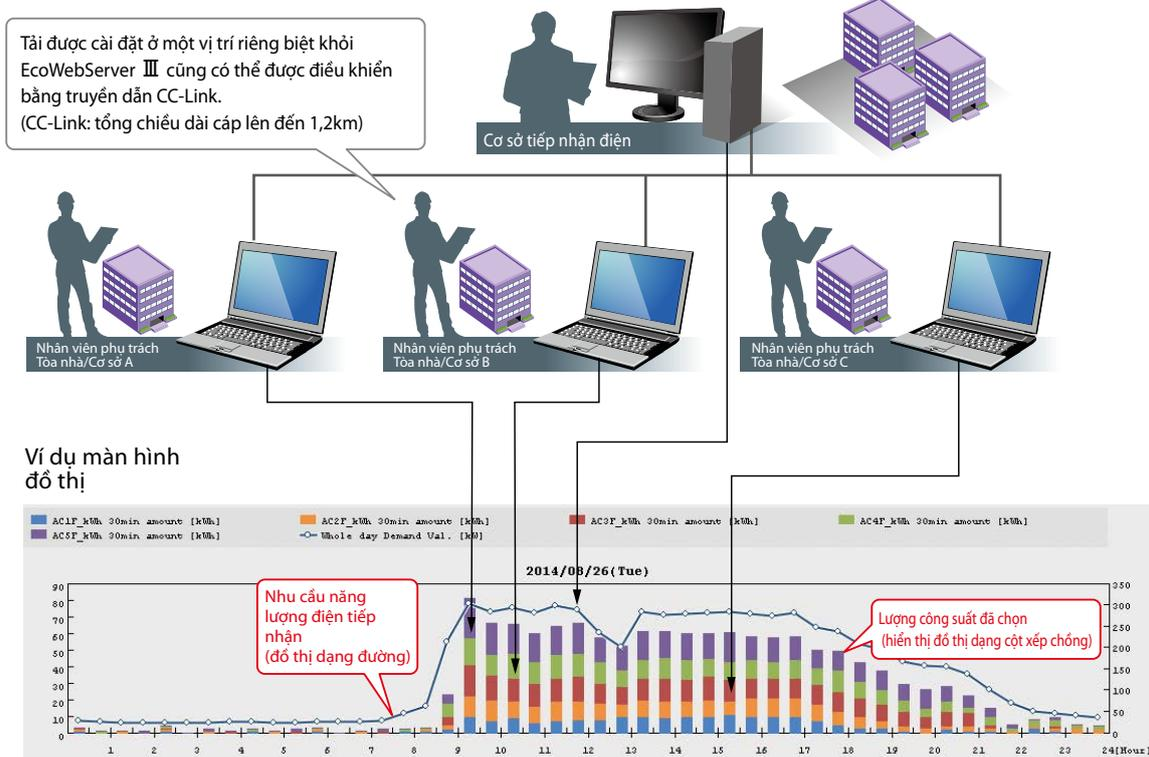 Tải được cài đặt ở một vị trí riêng biệt khỏi
EcoWebServer Ⅲ cũng có thể được điều khiển
bằng truyền dẫn CC-Link.
(CC-Link: tổng chiều dài cáp lên đến 1,2km)
Cơ sở tiếp nhận điện
Nhân viên phụ trách
Tòa nhà/Cơ sở A
Nhân viên phụ trách
Tòa nhà/Cơ sở B
Nhân viên phụ trách
Tòa nhà/Cơ sở C
Ví dụ màn hình
đồ thị
AC1F_kWh 30min amount [kWh] AC2F_kWh 30min amount [kWh] AC3F_kWh 30min amount [kWh] AC4F_kWh 30min amount [kWh]
AC5F_kWh 30min amount [kWh] Whole day Demand Val. [kW]
2014/08/26(Tue)
90
80
70
60
50
40
30
20
10
0
350
300
250
200
150
100
50
0
Nhu cầu năng
lượng điện tiếp
nhận
(đồ thị dạng đường)
Lượng công suất đã chọn
(hiển thị đồ thị dạng cột xếp chồng)
1 2 3 4 5 6 7 8 9 10 11 12 13 14 15 16 17 18 19 20 21 22 23 24[Hour]